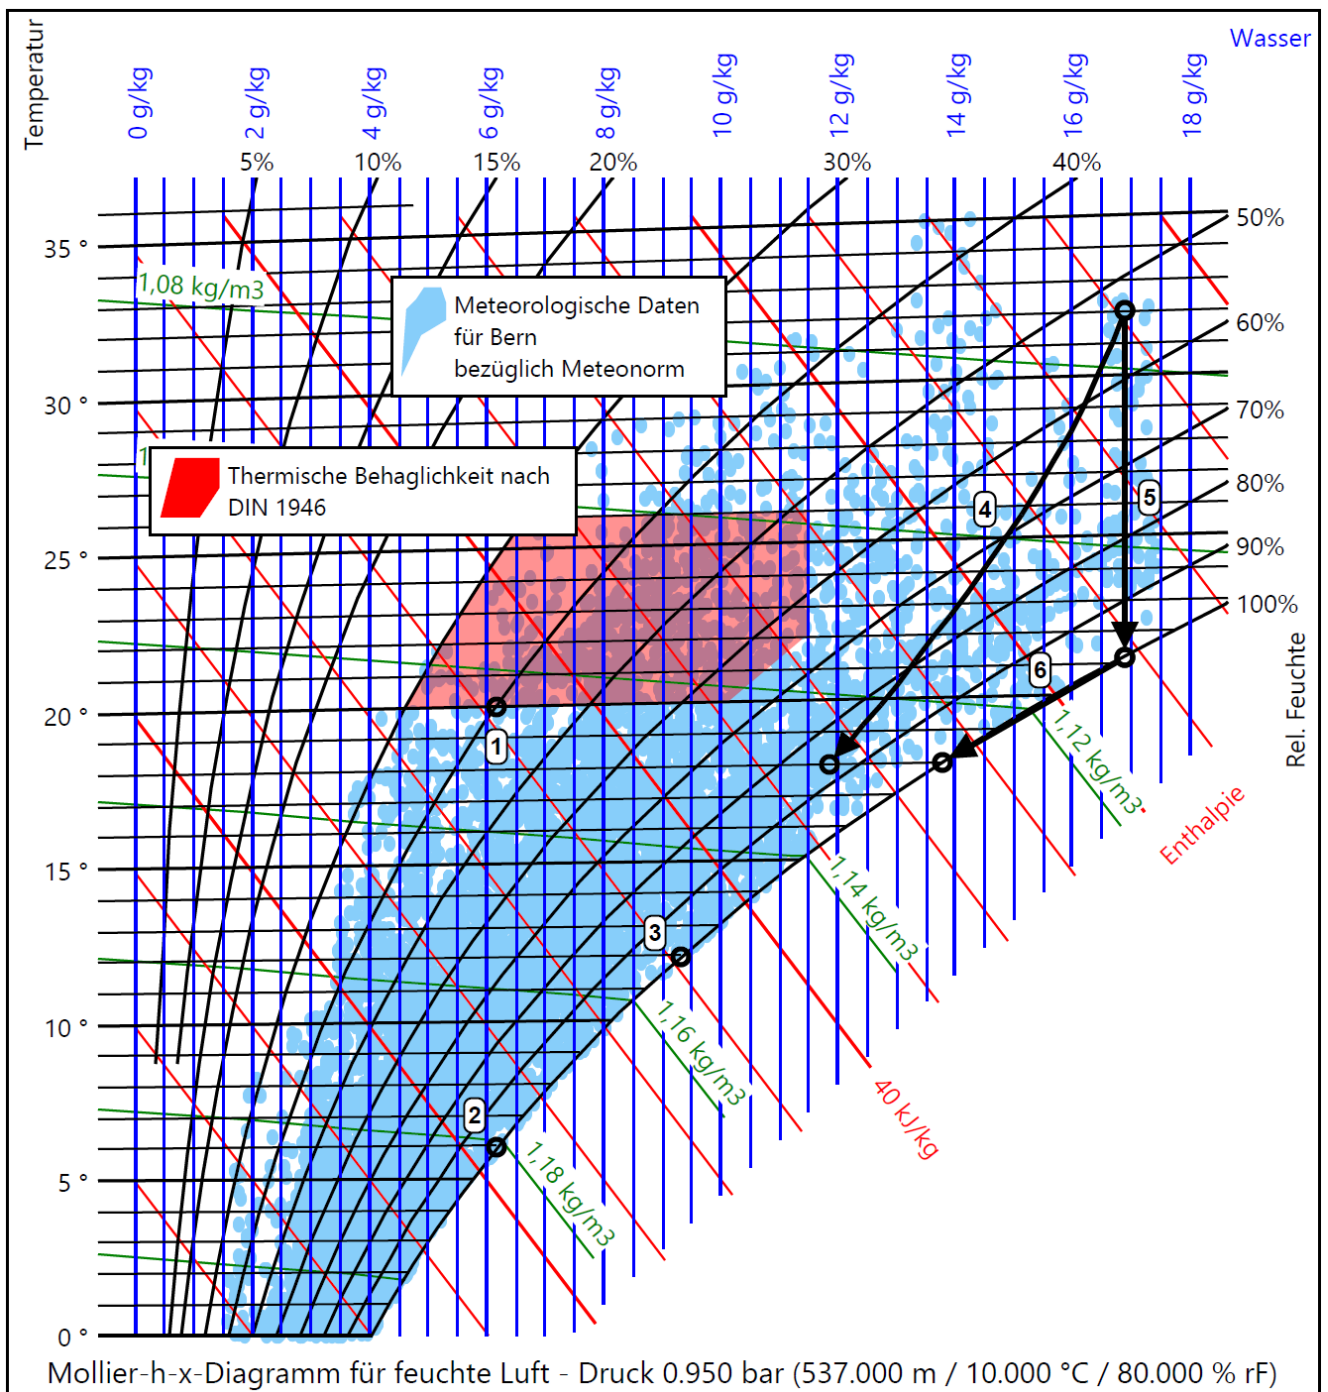 Temperatur
Wasser
0 g/kg
2 g/kg
4 g/kg
6 g/kg
8 g/kg
10 g/kg
12 g/kg
14 g/kg
16 g/kg
18 g/kg
5%
10%
15%
20%
30%
40%
50%
60%
70%
80%
90%
100%
Rel. Feuchte
35 °
30 °
25 °
20 °
15 °
10 °
5 °
0 °
1,08 kg/m3
Meteorologische Daten
für Bern
bezüglich Meteonorm
1
Thermische Behaglichkeit nach
DIN 1946
4
5
6
1
3
2
1,12 kg/m3
1,14 kg/m3
1,16 kg/m3
1,18 kg/m3
Enthalpie
40 kJ/kg
Mollier-h-x-Diagramm für feuchte Luft - Druck 0.950 bar (537.000 m / 10.000 °C / 80.000 % rF)